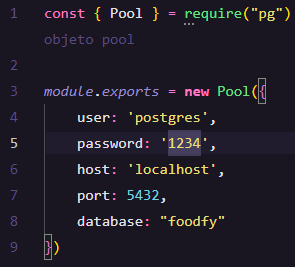 1 const { Pool } = require("pg")
objeto pool
2
3 module.exports = new Pool({
4 user: 'postgres',
5 password: '1234',
6 host: 'localhost',
7 port: 5432,
8 database: "foodfy"
9 })